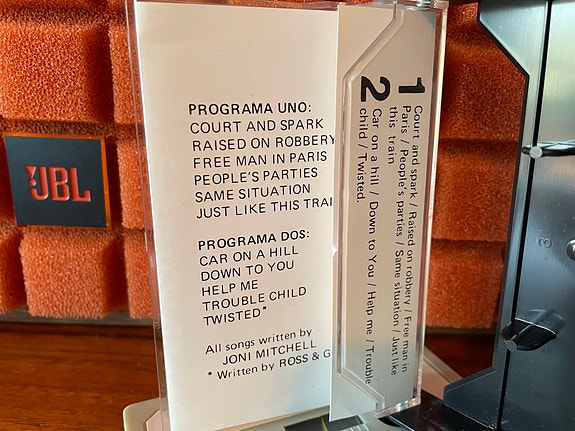 PROGRAMA UNO:
COURT AND SPARK
RAISED ON ROBBERY
FREE MAN IN PARIS
PEOPLE'S PARTIES
SAME SITUATION
JUST LIKE THIS TRAI
PROGRAMA DOS:
CAR ON A HILL
DOWN TO YOU
HELP ME
TROUBLE CHILD
TWISTED*
All songs written by
JONI MITCHELL
* Written by ROSS & G
1 Court and spark / Raised on robbery / Free man in
Paris / People's parties / Same situation / Just like
this train
2 Car on a hill / Down to You / Help me / Trouble
child / Twisted.
JBL